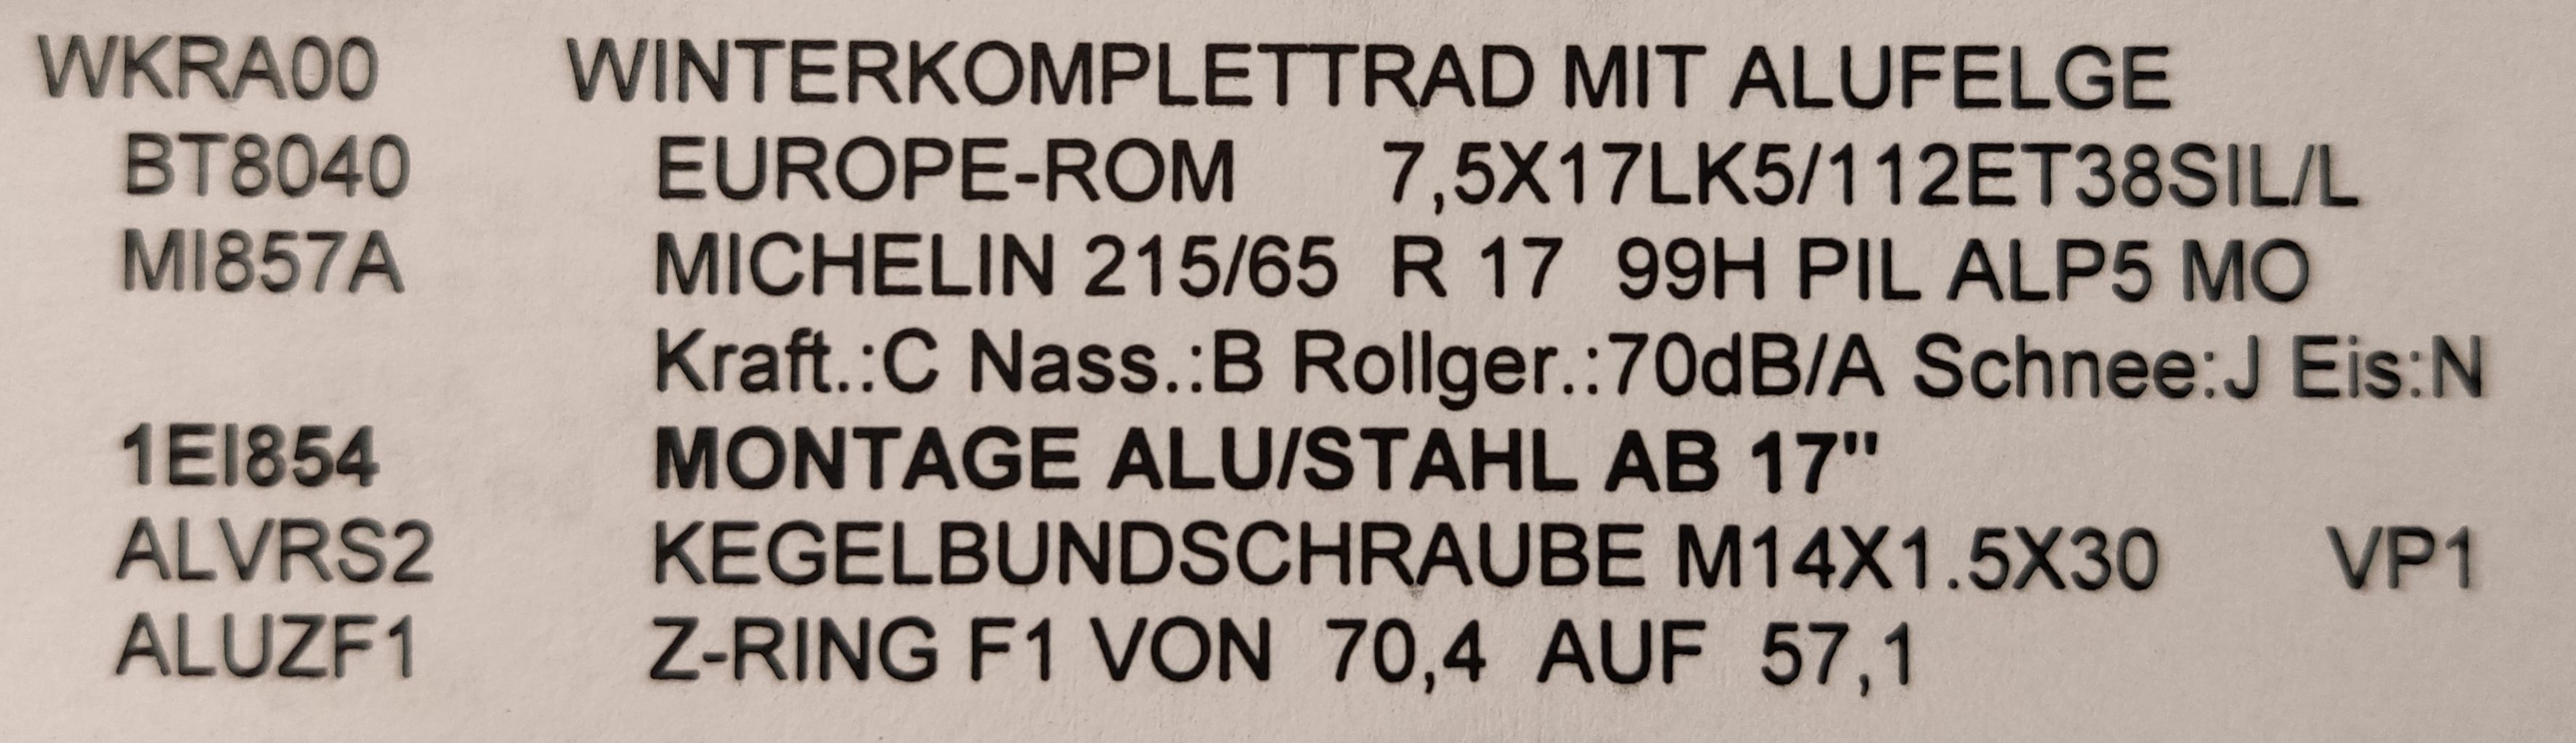 WKRA00 WINTERKOMPLETTRAD MIT ALUFELGE
BT8040 EUROPE-ROM 7,5X17LK5/112ET38SIL/L
MI857A MICHELIN 215/65 R 17 99H PIL ALP5 MO
Kraft.:C Nass.:B Rollger.:70dB/A Schnee:J Eis:N
1EI854 MONTAGE ALU/STAHL AB 17"
ALVRS2 KEGELBUNDSCHRAUBE M14X1.5X30 VP1
ALUZF1 Z-RING F1 VON 70,4 AUF 57,1